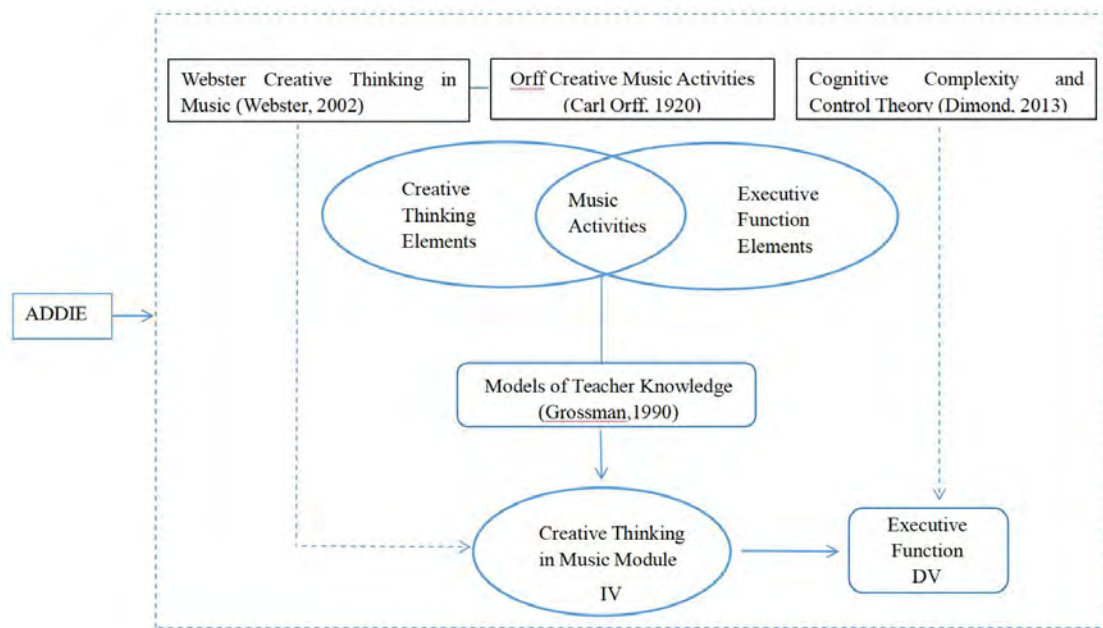 Webster Creative Thinking in
Music (Webster, 2002)
Orff Creative Music Activities
(Carl Orff, 1920)
Cognitive Complexity and
Control Theory (Dimond, 2013)
Creative
Thinking
Elements
Music
Activities
Executive
Function
Elements
ADDIE
Models of Teacher Knowledge
(Grossman,1990)
Creative Thinking
in Music Module
IV
Executive
Function
DV